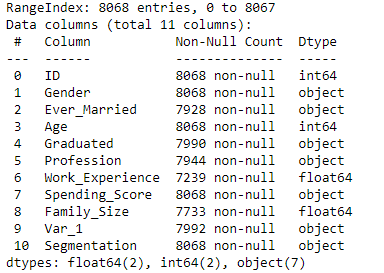 RangeIndex: 8068 entries, 0 to 8067
Data columns (total 11 columns):
 #   Column           Non-Null Count  Dtype
---  ------           --------------  -----
 0   ID               8068 non-null   int64
 1   Gender           8068 non-null   object
 2   Ever_Married     7928 non-null   object
 3   Age              8068 non-null   int64
 4   Graduated        7990 non-null   object
 5   Profession       7944 non-null   object
 6   Work_Experience  7239 non-null   float64
 7   Spending_Score   8068 non-null   object
 8   Family_Size      7733 non-null   float64
 9   Var_1            7992 non-null   object
 10  Segmentation     8068 non-null   object
dtypes: float64(2), int64(2), object(7)